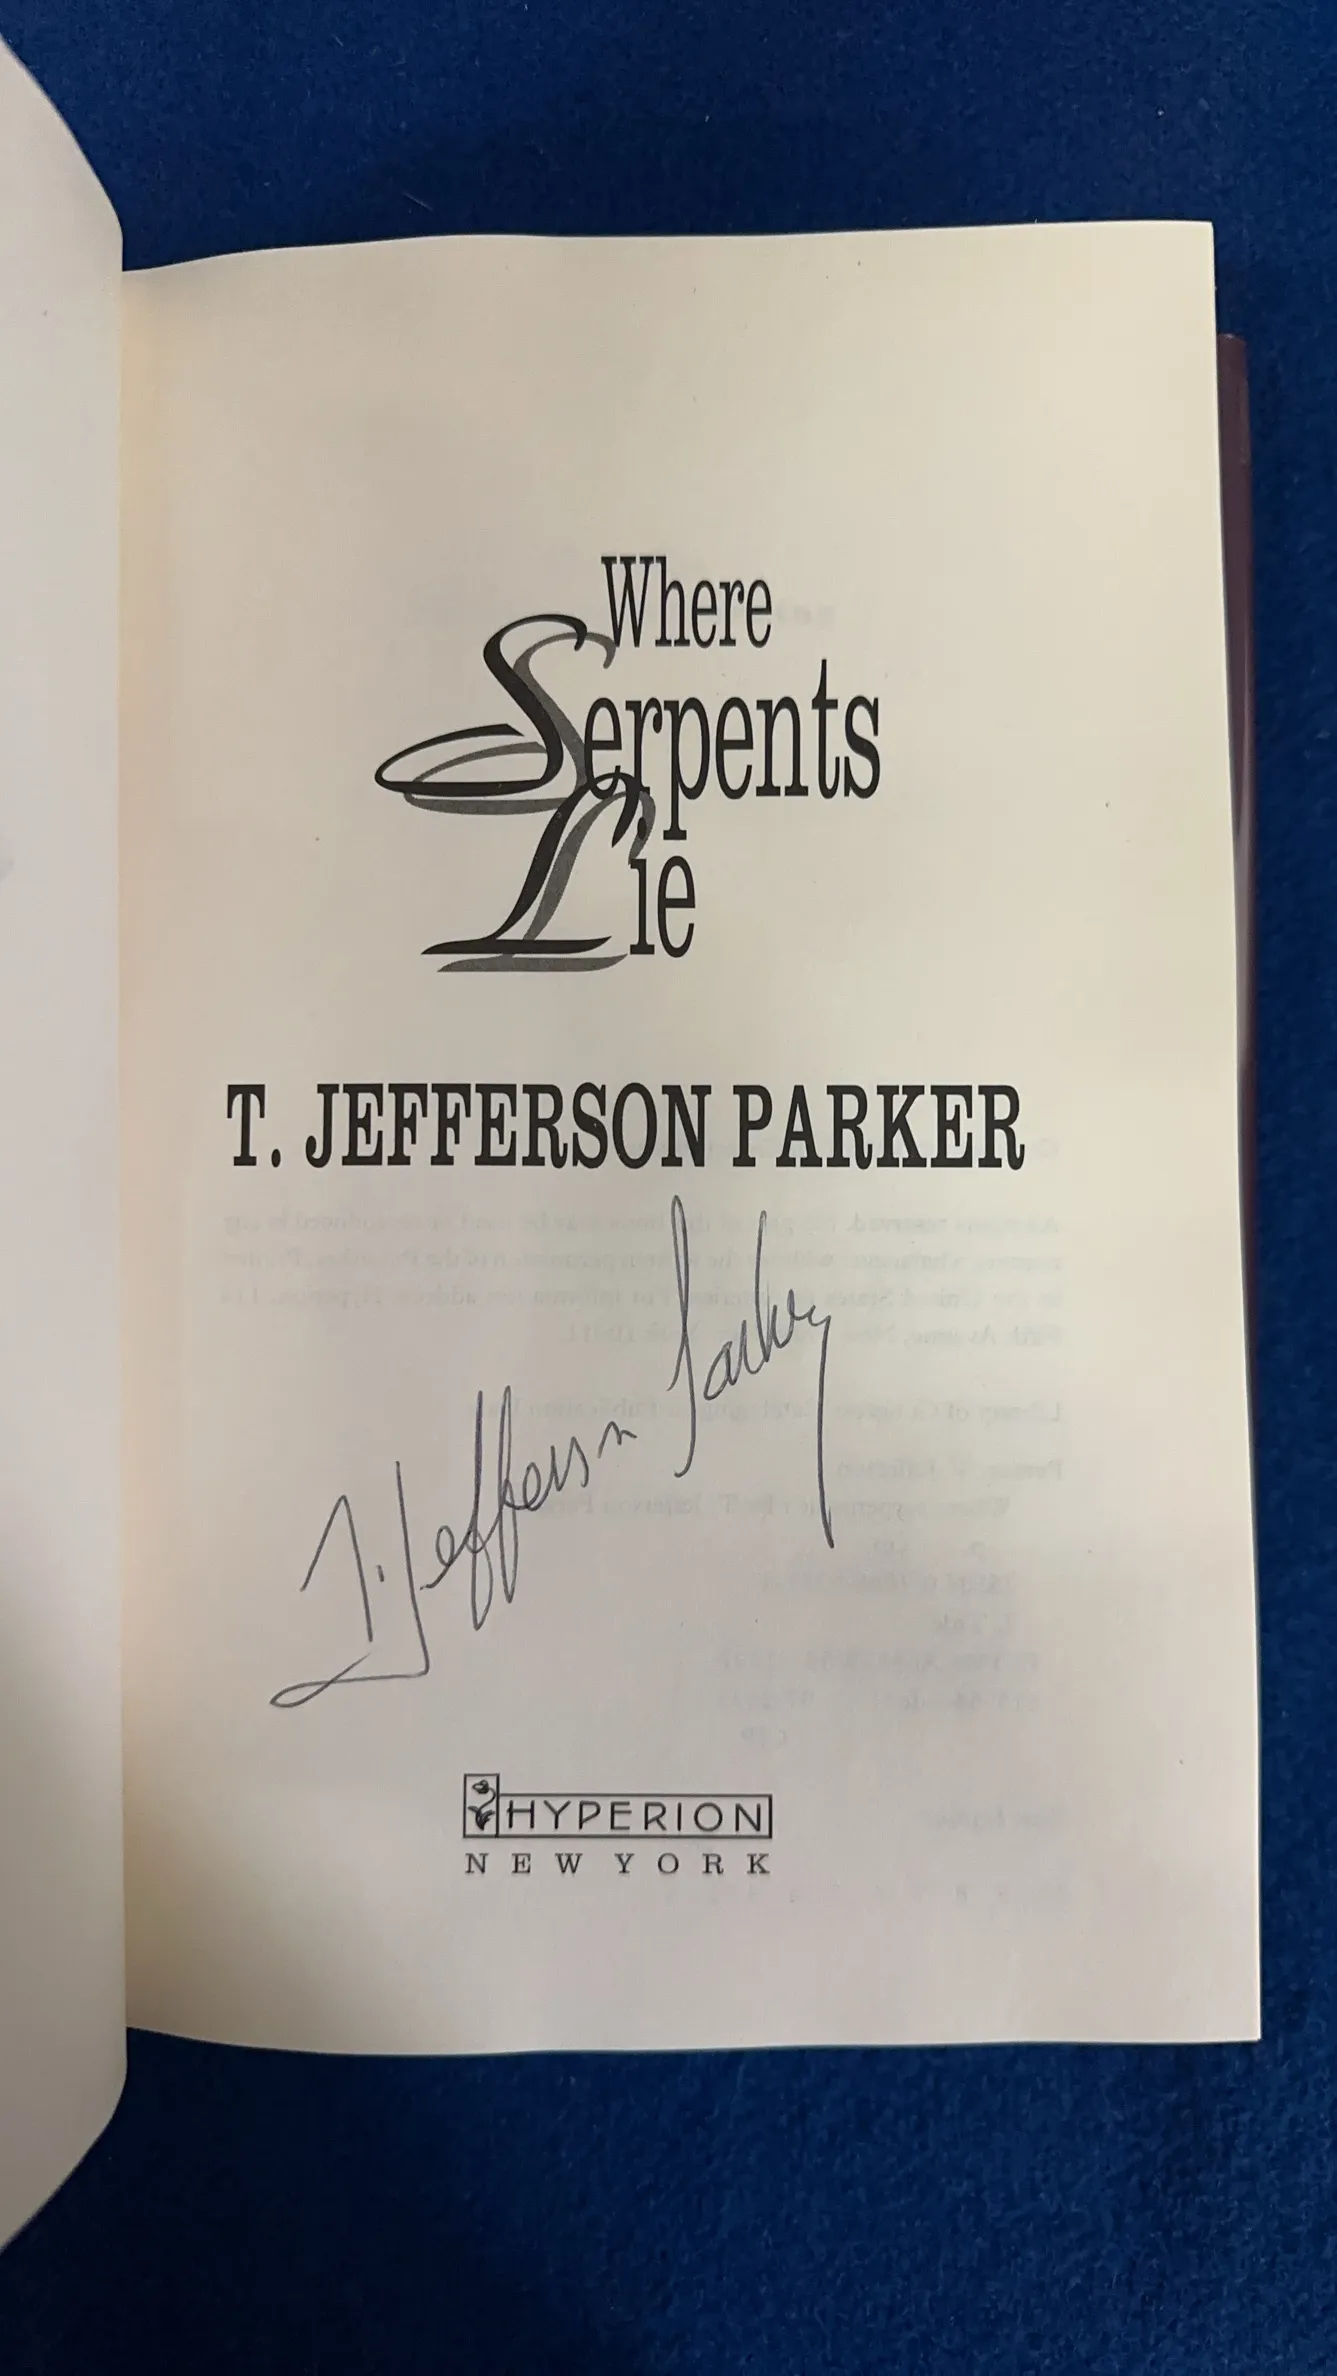 Where
Serpents
Lie
T. JEFFERSON PARKER
T. Jefferson Parker
HYPERION
NEW YORK